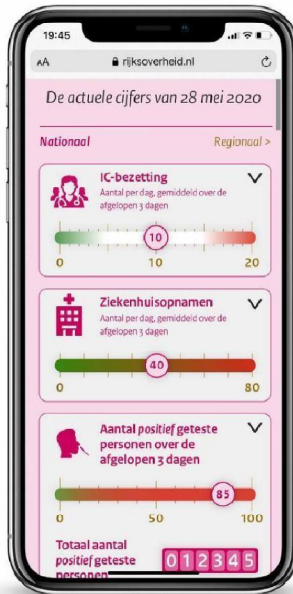 19:45
AA rijksoverheid.nl
De actuele cijfers van 28 mei 2020
Nationaal Regionaal >
IC-bezetting
Aantal per dag, gemiddeld over de
afgelopen 3 dagen
10
0 10 20
Ziekenhuisopnamen
Aantal per dag, gemiddeld over de
afgelopen 3 dagen
40
0 80
Aantal positief geteste
personen over de
afgelopen 3 dagen
85
0 50 100
Totaal aantal
positief geteste
personen
012345